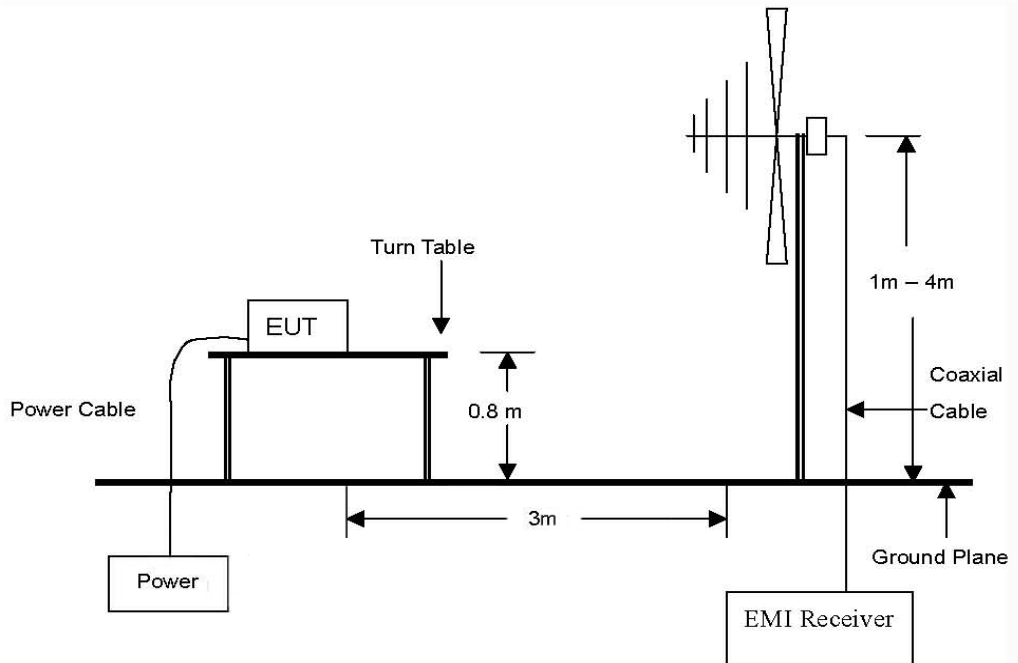 Turn Table
1m – 4m
EUT
Coaxial
Cable
Power Cable
0.8 m
3m
Ground Plane
Power
EMI Receiver